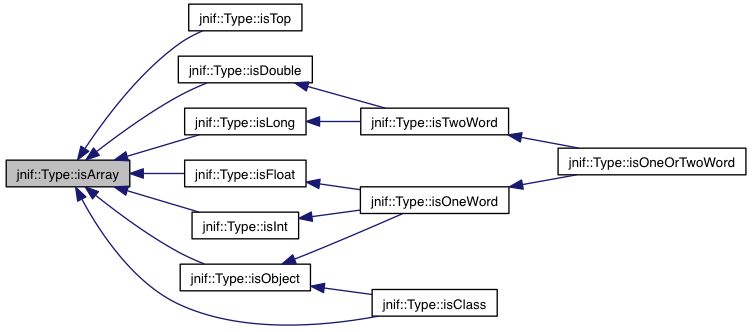 jnif::Type::isTop
jnif::Type::isDouble
jnif::Type::isLong
jnif::Type::isTwoWord
jnif::Type::isOneOrTwoWord
jnif::Type::isArray
jnif::Type::isFloat
jnif::Type::isOneWord
jnif::Type::isInt
jnif::Type::isObject
jnif::Type::isClass